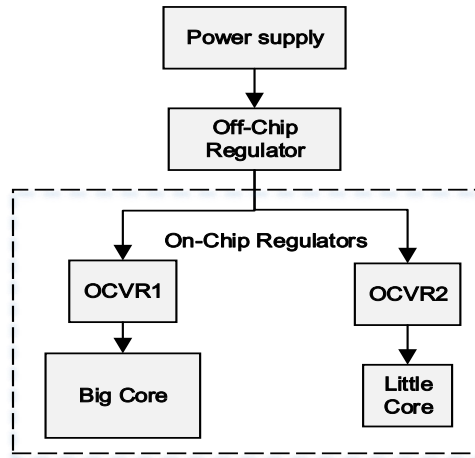 Power supply
Off-Chip
Regulator
On-Chip Regulators
OCVR1
OCVR2
Big Core
Little
Core